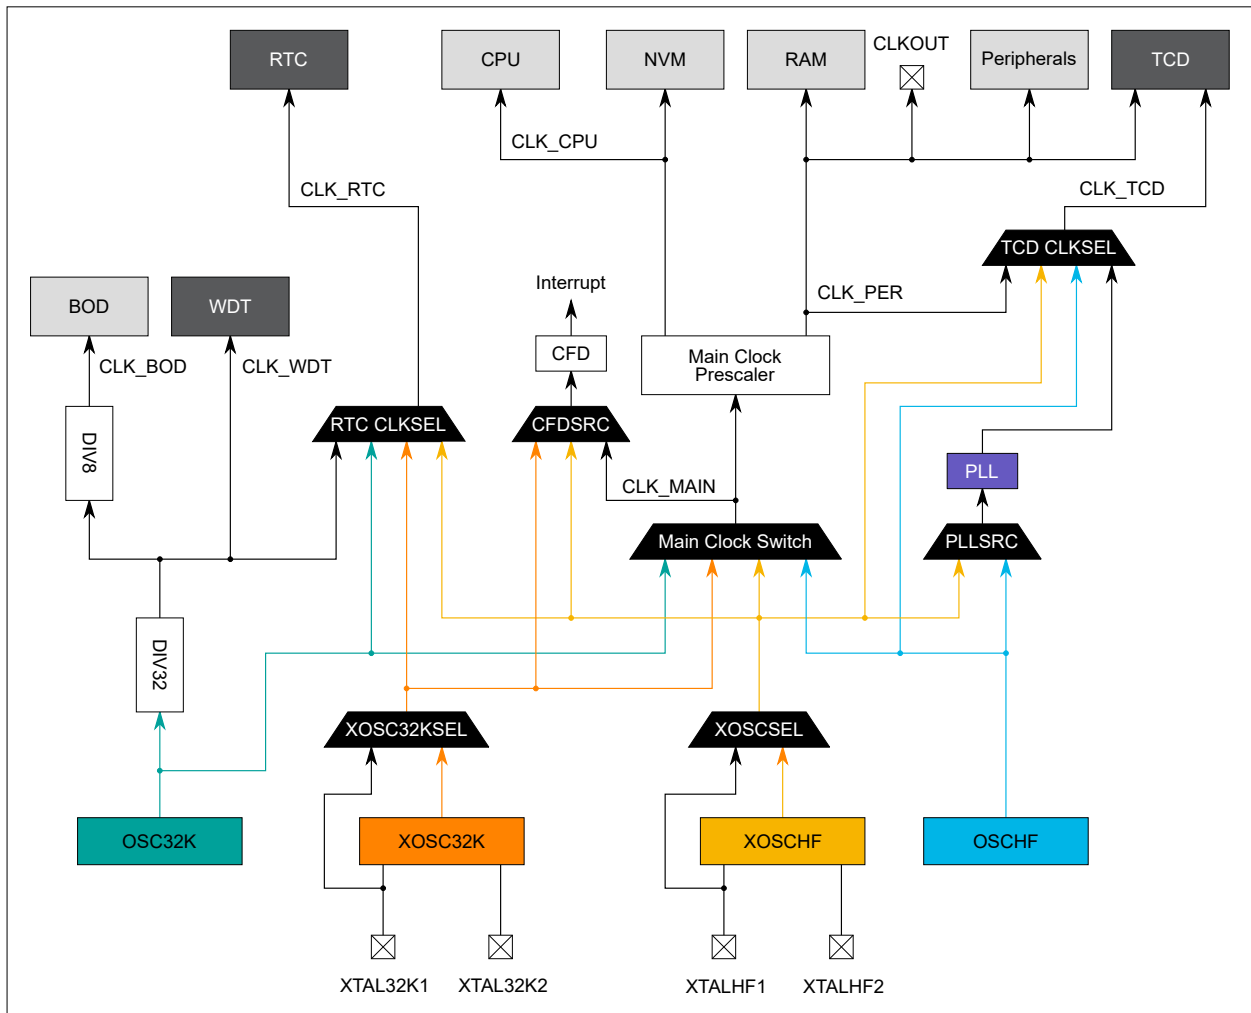 CLKOUT
RTC
CPU
NVM
RAM
Peripherals
TCD
CLK_CPU
CLK_RTC
CLK_TCD
TCD CLKSEL
Interrupt
BOD
WDT
CLK_PER
CFD
Main Clock
Prescaler
CLK_BOD
CLK_WDT
RTC CLKSEL
CFDSRC
DIV8
PLL
CLK_MAIN
Main Clock Switch
PLLSRC
DIV32
XOSC32KSEL
XOSCSEL
OSC32K
XOSC32K
XOSCHF
OSCHF
XTAL32K1
XTAL32K2
XTALHF1
XTALHF2